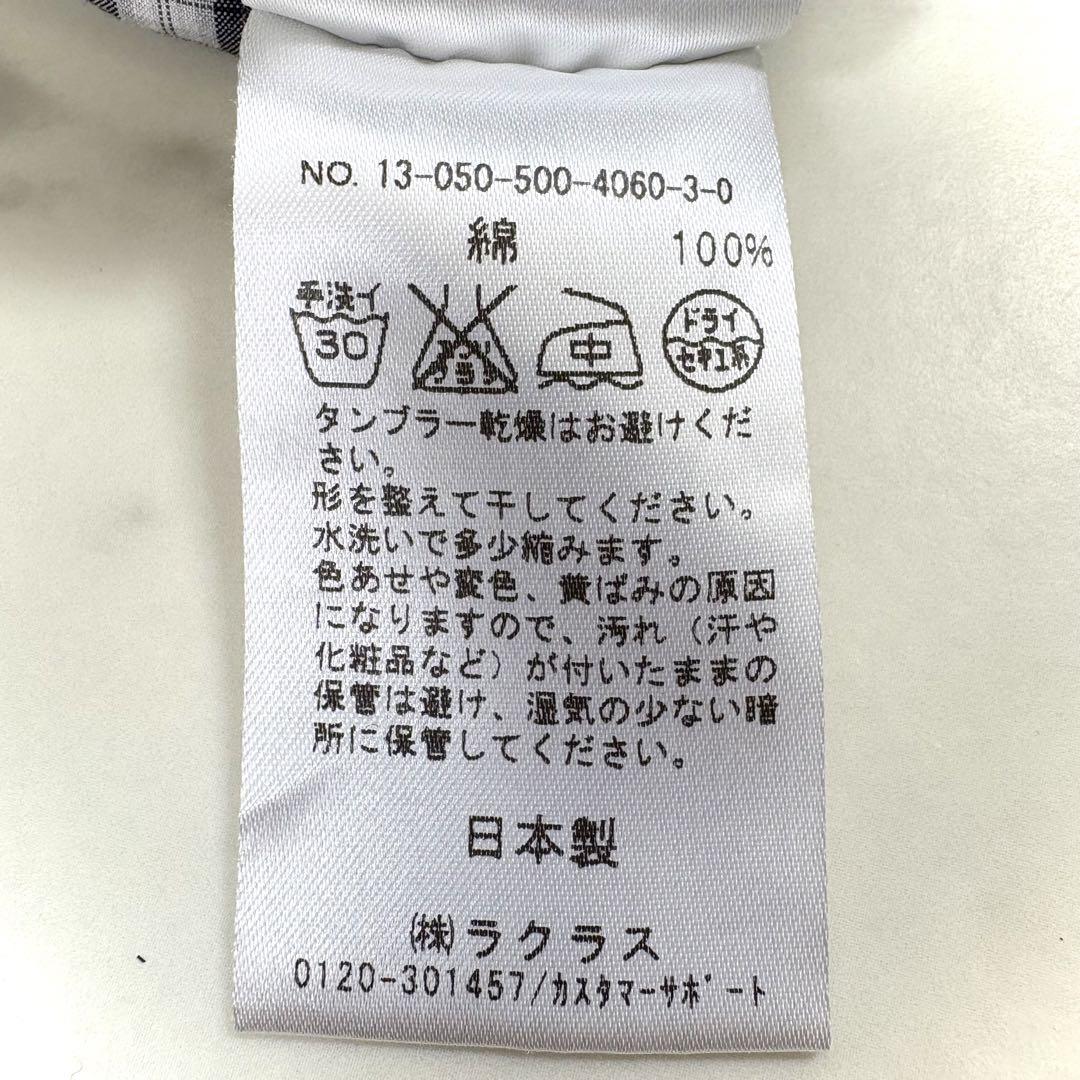 NO. 13-050-500-4060-3-0
綿 100%
手洗イ 30 エンソ サラシ 中 ドライ セキユ系
タンブラー乾燥はお避けくだ
さい。
形を整えて干してください。
水洗いで多少縮みます。
色あせや変色、黄ばみの原因
になりますので、汚れ（汗や
化粧品など）が付いたままの
保管は避け、湿気の少ない暗
所に保管してください。
日本製
㈱ラクラス
0120-301457/ｶｽﾀﾏｰｻﾎﾟｰﾄ